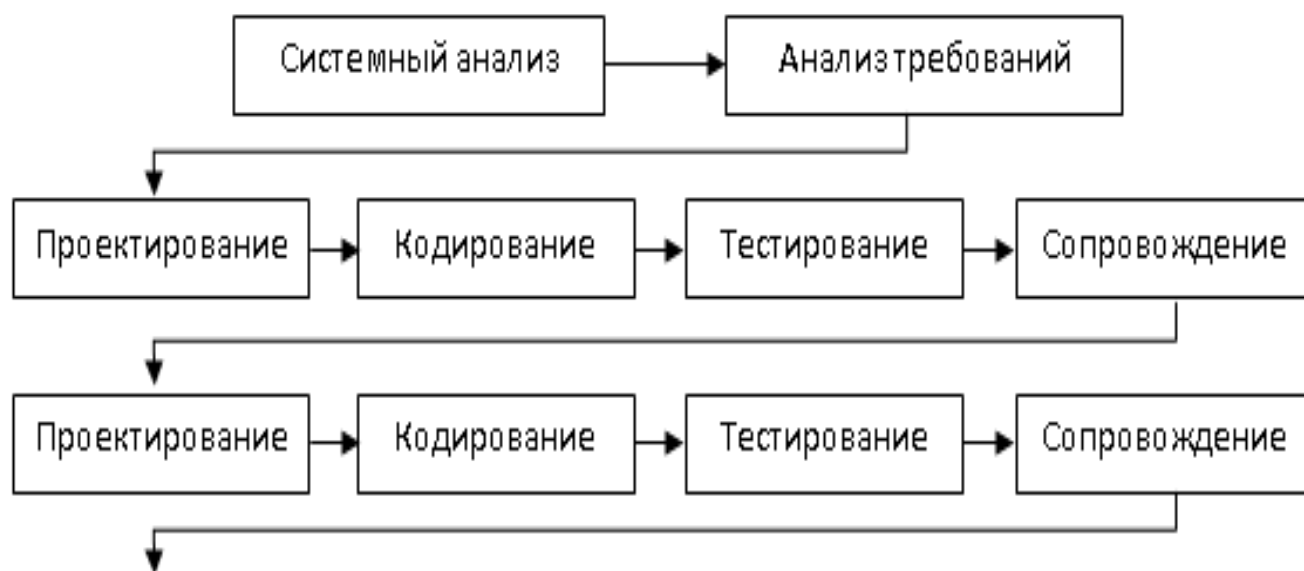 Системный анализ
Анализ требований
Проектирование
Кодирование
Тестирование
Сопровождение
Проектирование
Кодирование
Тестирование
Сопровождение